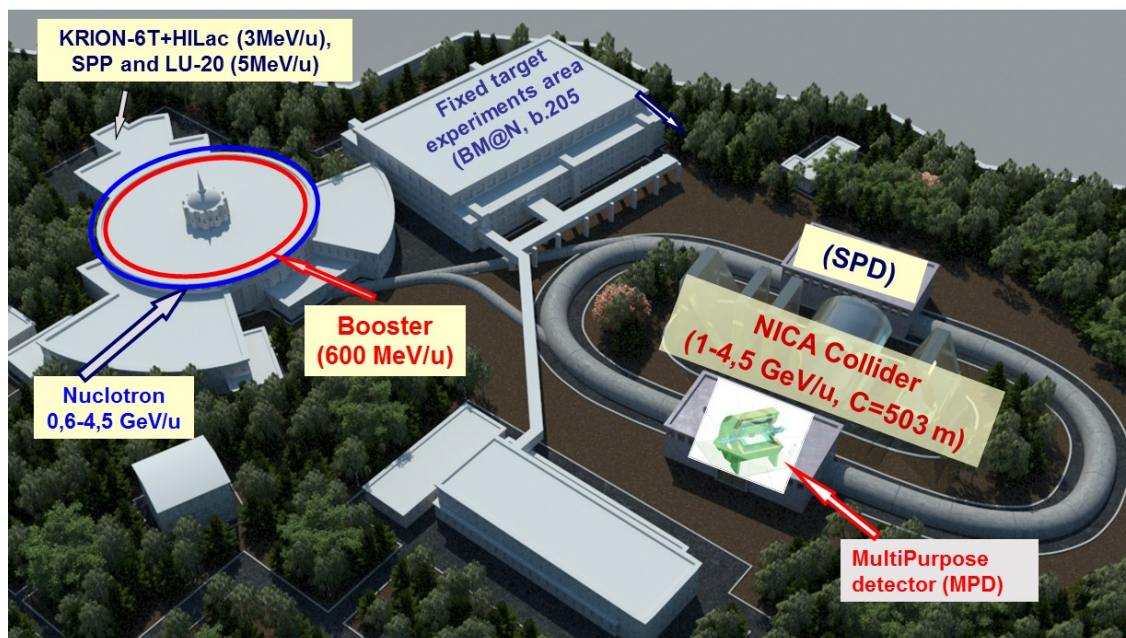 KRION-6T+HILac (3MeV/u),
SPP and LU-20 (5MeV/u)
Fixed target
experiments area
(BM@N, b.205
(SPD)
NICA Collider
(1-4,5 GeV/u, C=503 m)
Booster
(600 MeV/u)
Nuclotron
0,6-4,5 GeV/u
MultiPurpose
detector (MPD)